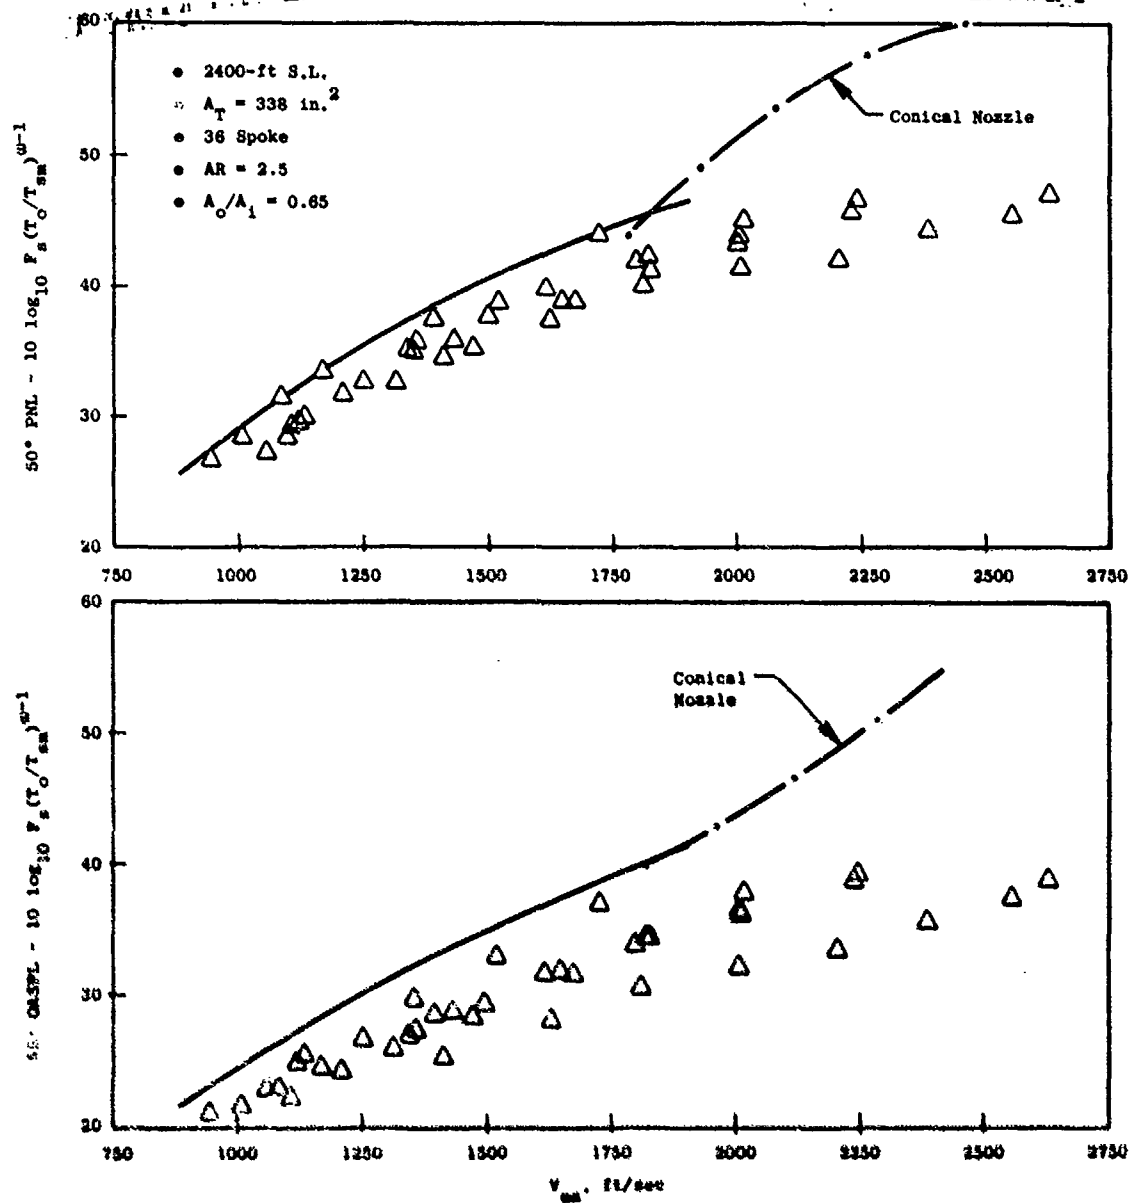 60
2400-ft S.L.
A_T = 338 in.²
36 Spoke
AR = 2.5
A_o/A_i = 0.65
Conical Nozzle
50
40
30
20
50° PNL - 10 log₁₀ F_s(T_o/T_sm)^ω-1
750 1000 1250 1500 1750 2000 2250 2500 2750
60
Conical
Nozzle
50
40
30
20
OASPL - 10 log₁₀ F_s(T_o/T_sm)^ω-1
750 1000 1250 1500 1750 2000 2250 2500 2750
ft/sec